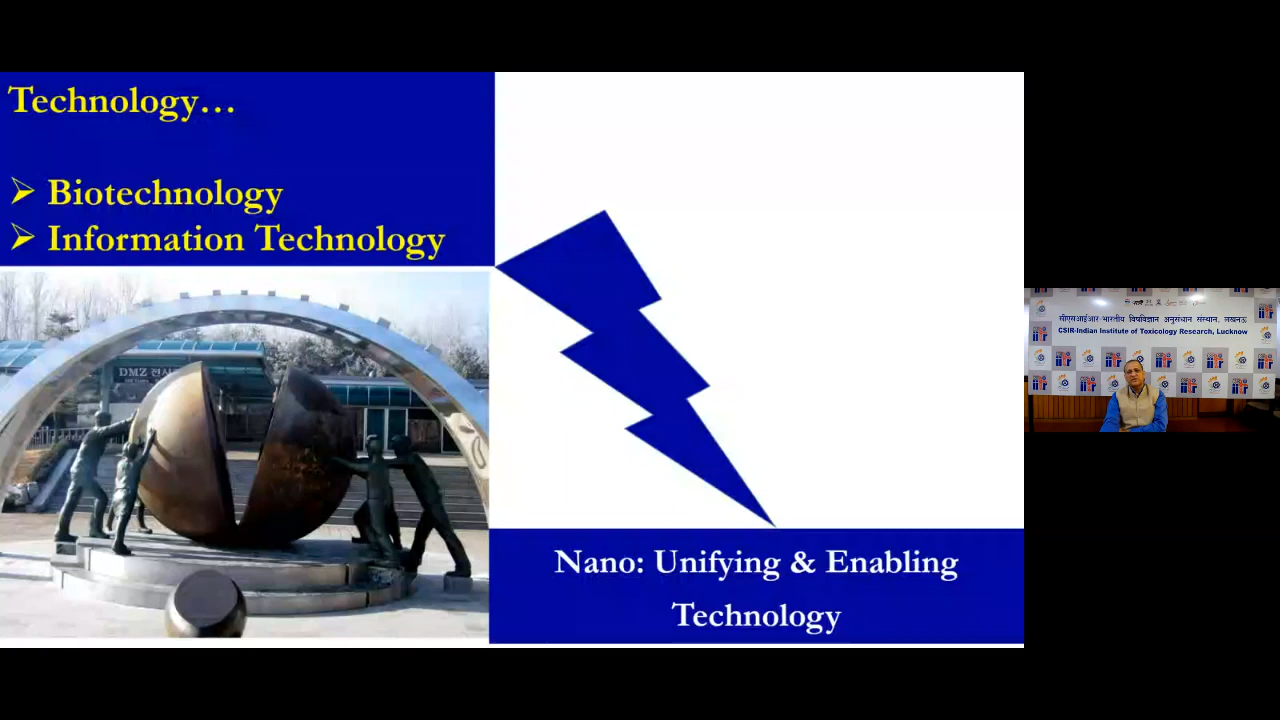 Technology…
➢ Biotechnology
➢ Information Technology
DMZ
Nano: Unifying & Enabling
Technology
सीएसआईआर-भारतीय विषविज्ञान अनुसंधान संस्थान, लखनऊ
CSIR-Indian Institute of Toxicology Research, Lucknow